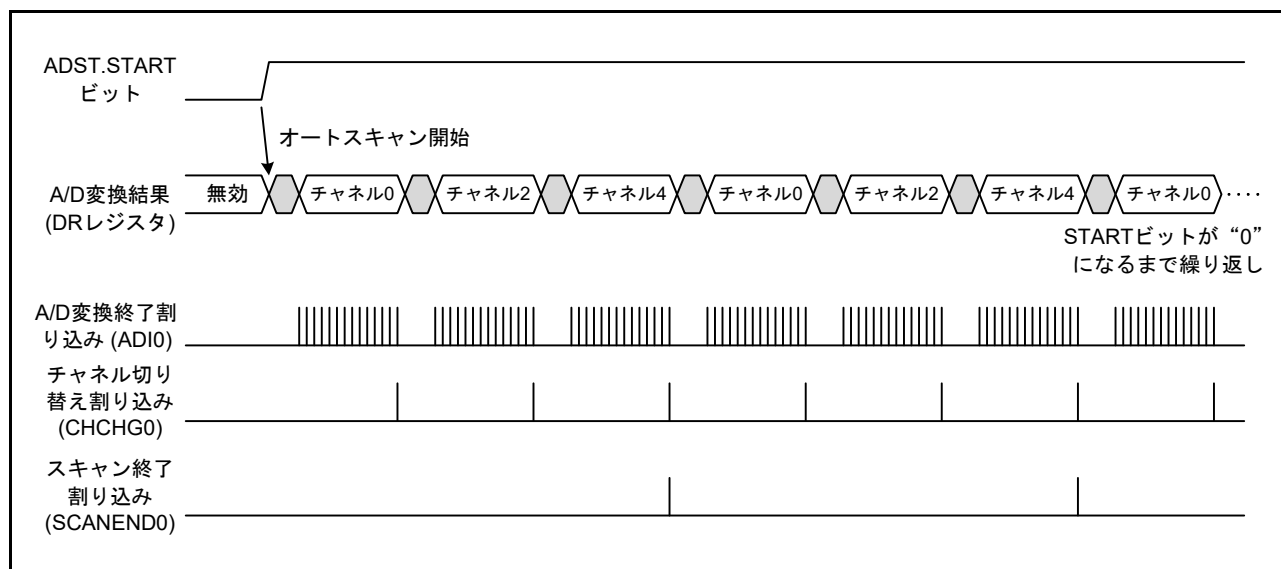 ADST.START
ビット
オートスキャン開始
A/D変換結果
(DRレジスタ)
無効
チャネル0
チャネル2
チャネル4
チャネル0
チャネル2
チャネル4
チャネル0
････
STARTビットが“0”
になるまで繰り返し
A/D変換終了割
り込み (ADI0)
チャネル切り
替え割り込み
(CHCHG0)
スキャン終了
割り込み
(SCANEND0)